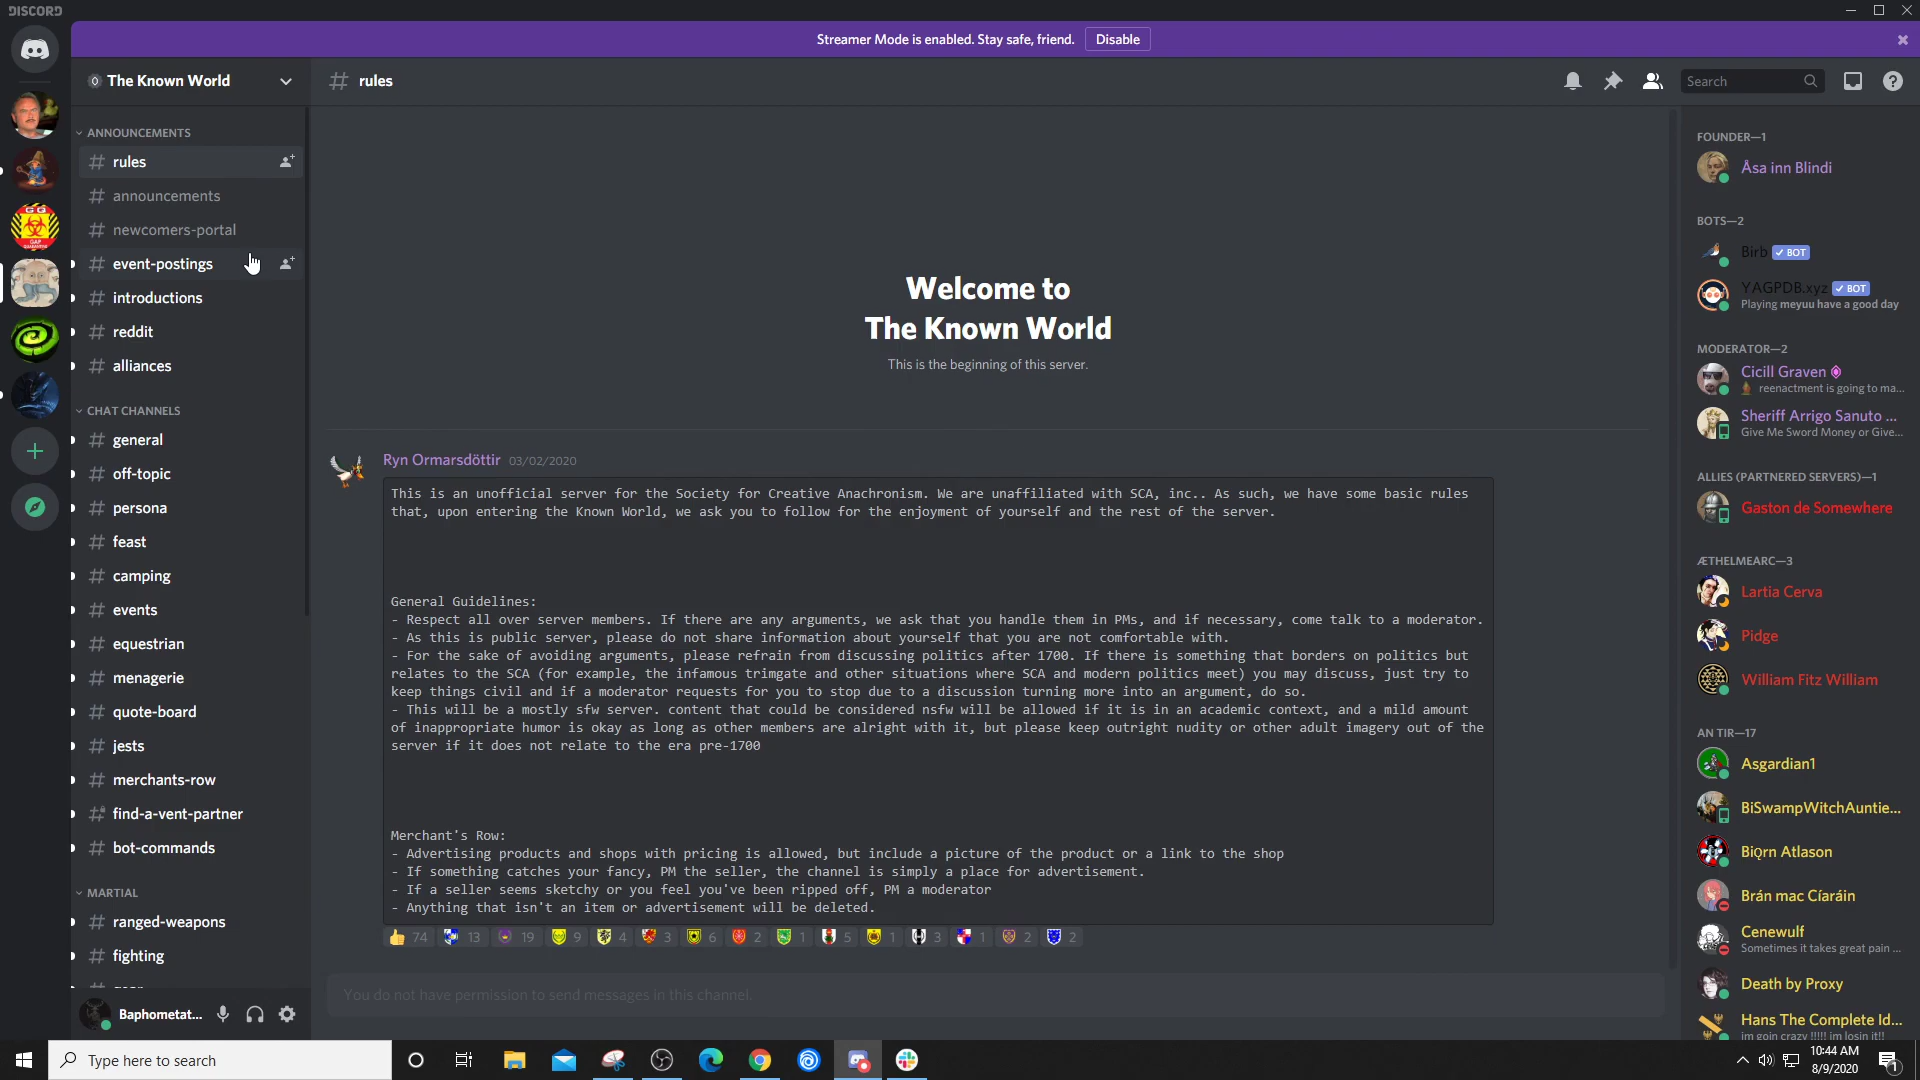 DISCORD
Streamer Mode is enabled. Stay safe, friend. Disable
The Known World
rules
Search
ANNOUNCEMENTS
rules
announcements
newcomers-portal
event-postings
introductions
reddit
alliances
CHAT CHANNELS
general
off-topic
persona
feast
camping
events
equestrian
menagerie
quote-board
jests
merchants-row
find-a-vent-partner
bot-commands
MARTIAL
ranged-weapons
fighting
Baphometat...
Welcome to
The Known World
This is the beginning of this server.
Ryn Ormarsdöttir 03/02/2020
This is an unofficial server for the Society for Creative Anachronism. We are unaffiliated with SCA, inc.. As such, we have some basic rules
that, upon entering the Known World, we ask you to follow for the enjoyment of yourself and the rest of the server.
General Guidelines:
- Respect all over server members. If there are any arguments, we ask that you handle them in PMs, and if necessary, come talk to a moderator.
- As this is public server, please do not share information about yourself that you are not comfortable with.
- For the sake of avoiding arguments, please refrain from discussing politics after 1700. If there is something that borders on politics but
relates to the SCA (for example, the infamous trimgate and other situations where SCA and modern politics meet) you may discuss, just try to
keep things civil and if a moderator requests for you to stop due to a discussion turning more into an argument, do so.
- This will be a mostly sfw server. content that could be considered nsfw will be allowed if it is in an academic context, and a mild amount
of inappropriate humor is okay as long as other members are alright with it, but please keep outright nudity or other adult imagery out of the
server if it does not relate to the era pre-1700
Merchant's Row:
- Advertising products and shops with pricing is allowed, but include a picture of the product or a link to the shop
- If something catches your fancy, PM the seller, the channel is simply a place for advertisement.
- If a seller seems sketchy or you feel you've been ripped off, PM a moderator
- Anything that isn't an item or advertisement will be deleted.
74 13 19 9 4 3 6 2 1 5 1 3 1 2 2
You do not have permission to send messages in this channel.
FOUNDER—1
Åsa inn Blindi
BOTS—2
Birb BOT
YAGPDB.xyz BOT
Playing meyuu have a good day
MODERATOR—2
Cicill Graven
reenactment is going to ma...
Sheriff Arrigo Sanuto ...
Give Me Sword Money or Give...
ALLIES (PARTNERED SERVERS)—1
Gaston de Somewhere
ÆTHELMEARC—3
Lartia Cerva
Pidge
William Fitz William
AN TIR—17
Asgardian1
BiSwampWitchAuntie...
Biǫrn Atlason
Brán mac Cíaráin
Cenewulf
Sometimes it takes great pain ...
Death by Proxy
Hans The Complete Id...
im goin crazy !!!!! im losin it!!
Type here to search
10:44 AM
8/9/2020
1